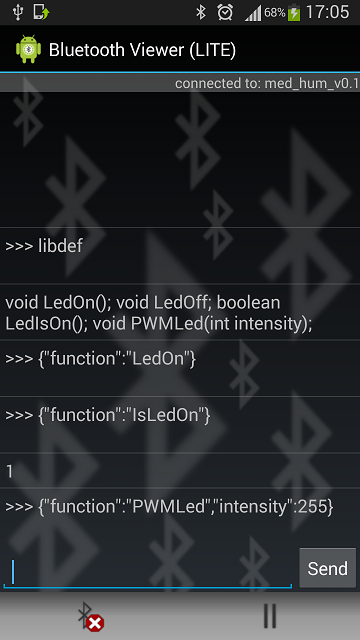 68% 17:05
Bluetooth Viewer (LITE)
connected to: med_hum_v0.1
>>> libdef
void LedOn(); void LedOff; boolean
LedIsOn(); void PWMLed(int intensity);
>>> {"function":"LedOn"}
>>> {"function":"IsLedOn"}
1
>>> {"function":"PWMLed","intensity":255}
Send